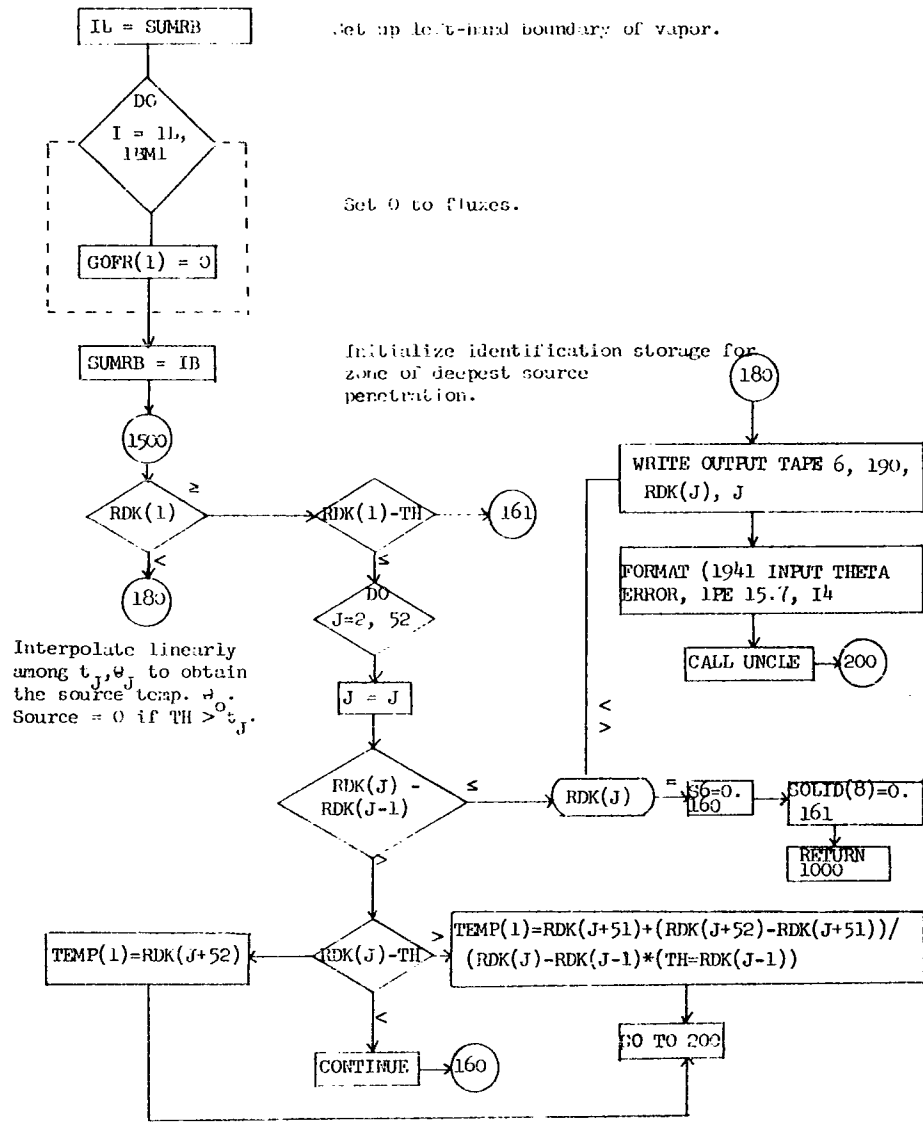 IL = SUMRB
Set up left-hand boundary of vapor.
DO
I = IL,
IBM1
Set 0 to fluxes.
GOFR(1) = 0
SUMRB = IB
Initialize identification storage for
zone of deepest source
penetration.
180
1500
WRITE OUTPUT TAPE 6, 190,
RDK(J), J
RDK(1)
≥
RDK(1)-TH
161
<
≤
180
FORMAT (1941 INPUT THETA
ERROR, 1PE 15.7, I4
DO
J=2, 52
Interpolate linearly
among t_J,θ_J to obtain
the source temp. θ_o.
Source = 0 if TH > t_J.
CALL UNCLE
200
J = J
<
>
RDK(J) -
RDK(J-1)
≤
RDK(J)
=
S6=0.
160
SOLID(8)=0.
161
RETURN
1000
>
TEMP(1)=RDK(J+52)
RDK(J)-TH
>
TEMP(1)=RDK(J+51)+(RDK(J+52)-RDK(J+51))/
(RDK(J)-RDK(J-1)*(TH=RDK(J-1))
<
GO TO 200
CONTINUE
160